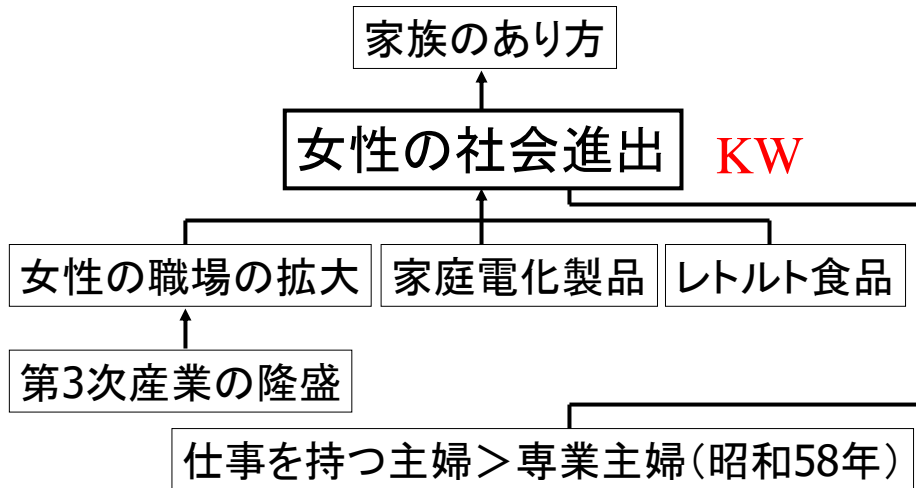 家族のあり方
女性の社会進出
KW
女性の職場の拡大
家庭電化製品
レトルト食品
第3次産業の隆盛
仕事を持つ主婦＞専業主婦（昭和58年）